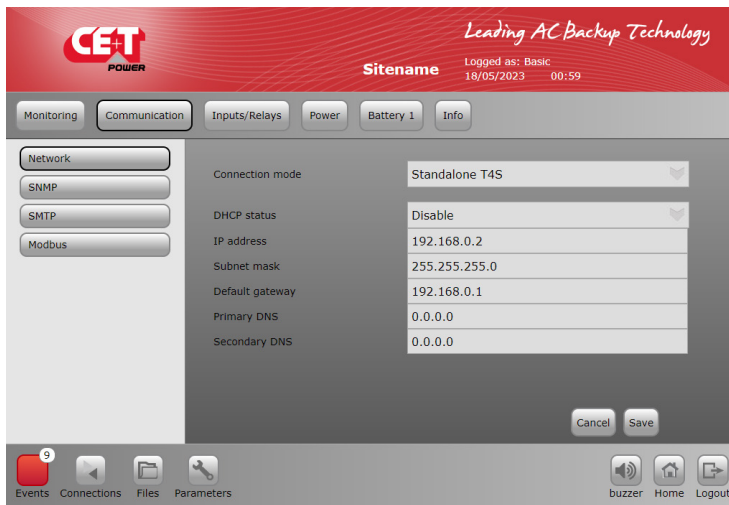 CE+T
POWER
Leading AC Backup Technology
Sitename
Logged as: Basic
18/05/2023 00:59
Monitoring
Communication
Inputs/Relays
Power
Battery 1
Info
Network
SNMP
SMTP
Modbus
Connection mode Standalone T4S
DHCP status Disable
IP address 192.168.0.2
Subnet mask 255.255.255.0
Default gateway 192.168.0.1
Primary DNS 0.0.0.0
Secondary DNS 0.0.0.0
Cancel
Save
9
Events
Connections
Files
Parameters
buzzer
Home
Logout